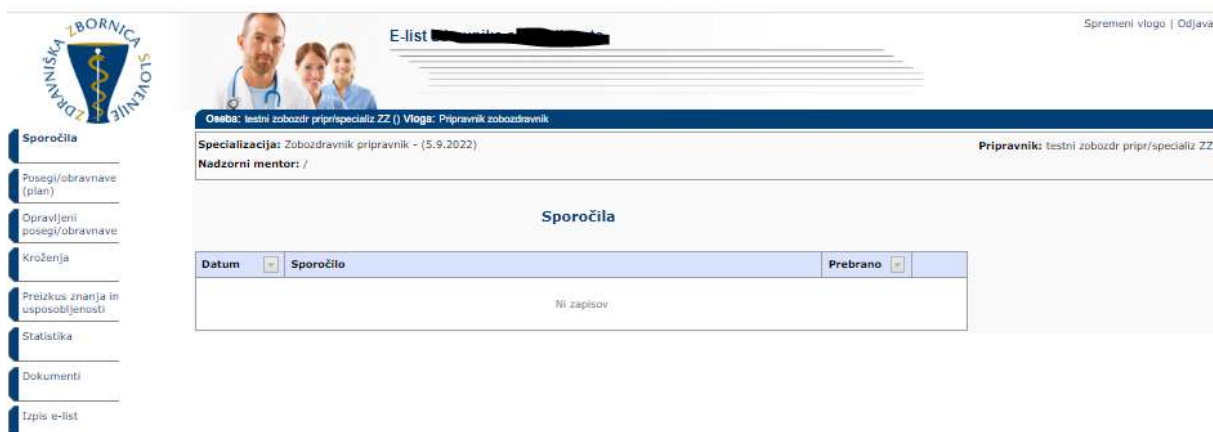 ZDRAVNIŠKA ZBORNICA SLOVENIJE
E-list
Spremeni vlogo | Odjava
Oseba: testni zobozdr pripr/specializ ZZ () Vloga: Pripravnik zobozdravnik
Specializacija: Zobozdravnik pripravnik - (5.9.2022)
Pripravnik: testni zobozdr pripr/specializ ZZ
Nadzorni mentor: /
Sporočila
Posegi/obravnave
(plan)
Opravljeni
posegi/obravnave
Kroženja
Preizkus znanja in
usposobljenosti
Statistika
Dokumenti
Izpis e-list
Sporočila
Datum Sporočilo Prebrano
Ni zapisov